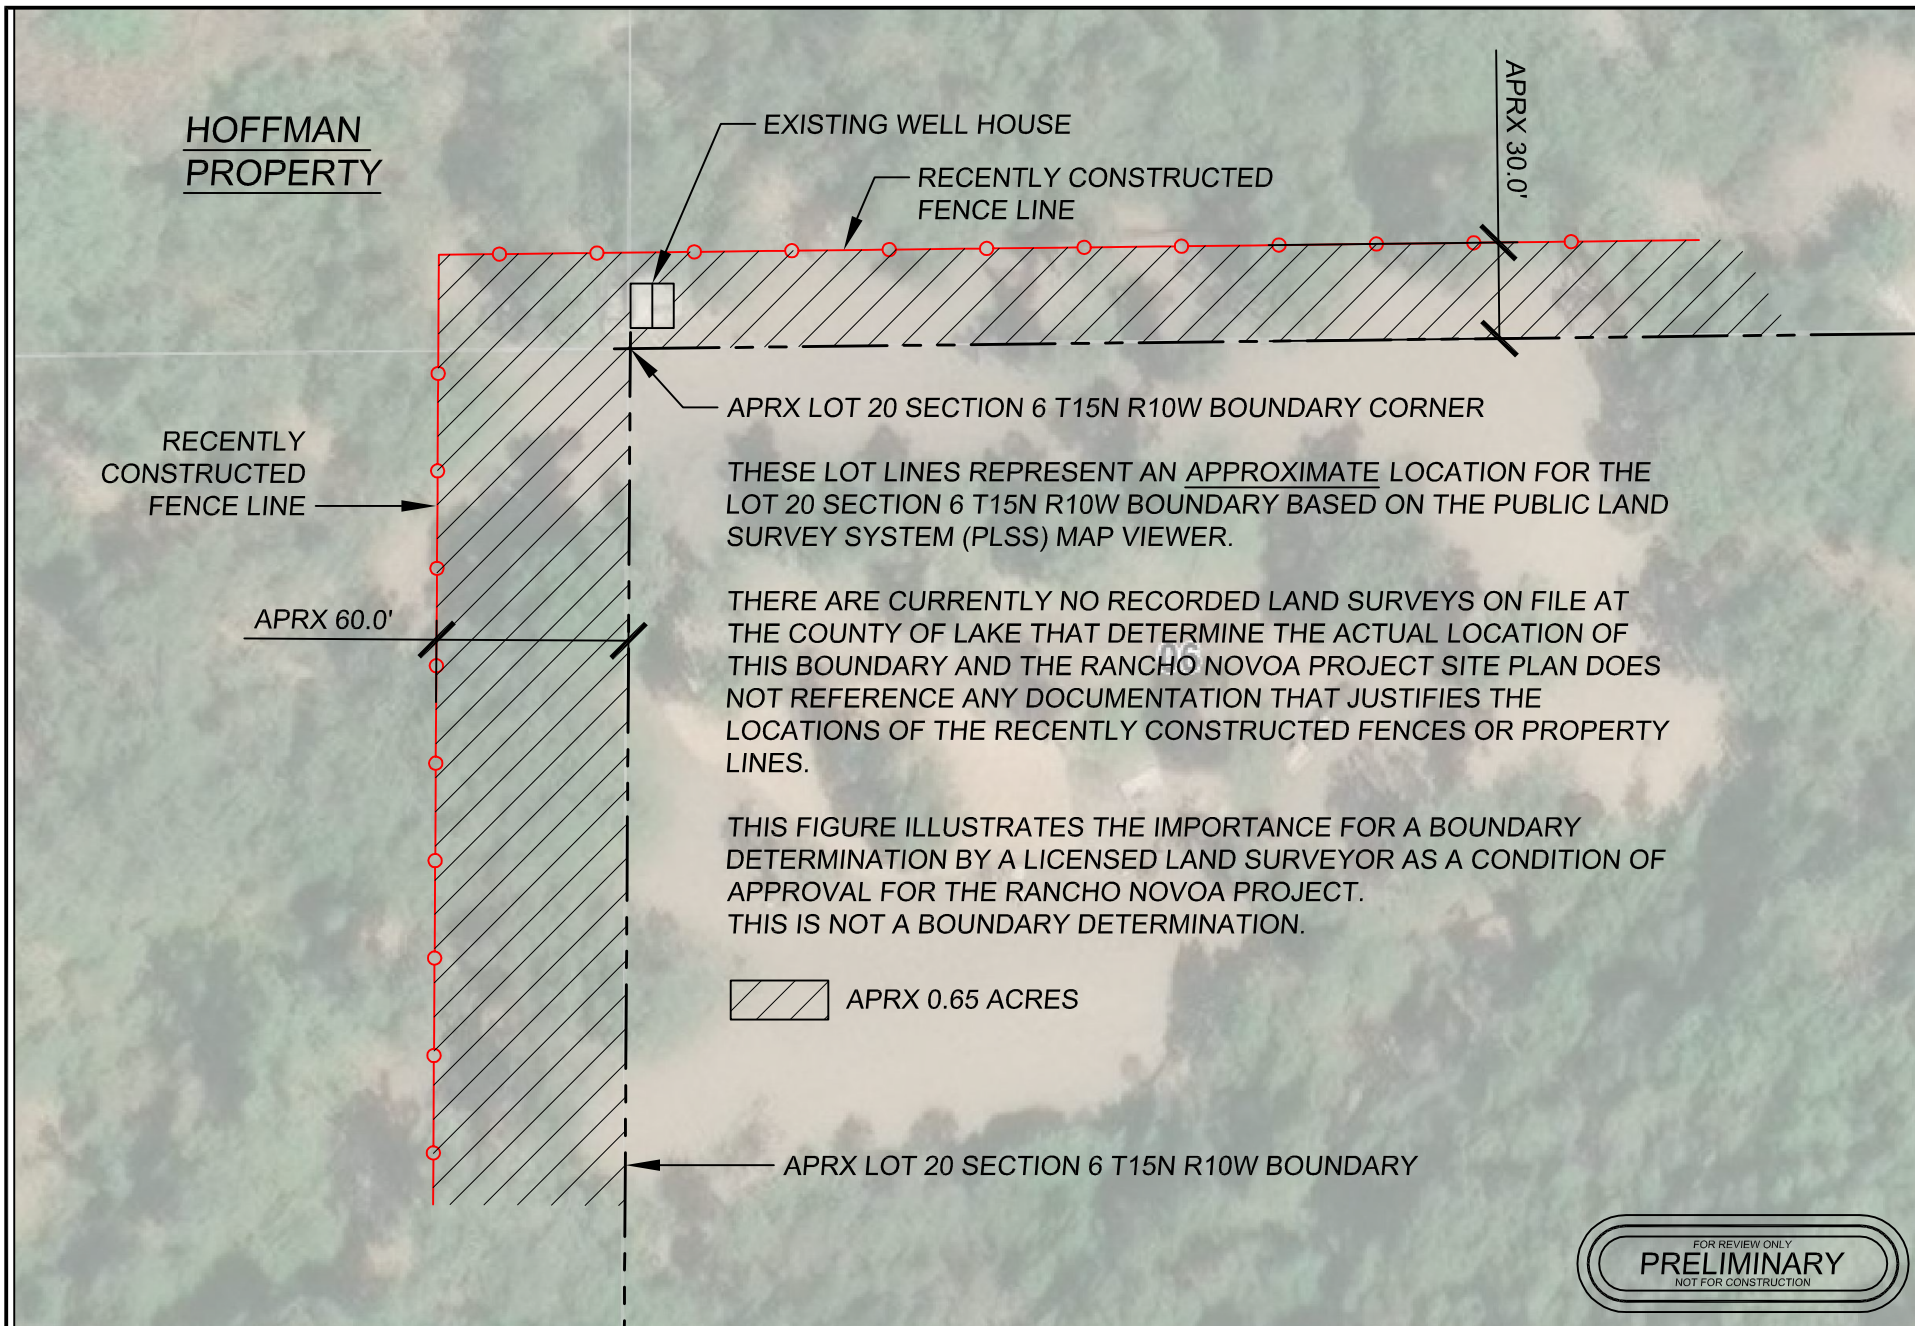 HOFFMAN
PROPERTY
EXISTING WELL HOUSE
RECENTLY CONSTRUCTED
FENCE LINE
APRX 30.0'
APRX LOT 20 SECTION 6 T15N R10W BOUNDARY CORNER
RECENTLY
CONSTRUCTED
FENCE LINE
THESE LOT LINES REPRESENT AN APPROXIMATE LOCATION FOR THE
LOT 20 SECTION 6 T15N R10W BOUNDARY BASED ON THE PUBLIC LAND
SURVEY SYSTEM (PLSS) MAP VIEWER.
APRX 60.0'
THERE ARE CURRENTLY NO RECORDED LAND SURVEYS ON FILE AT
THE COUNTY OF LAKE THAT DETERMINE THE ACTUAL LOCATION OF
THIS BOUNDARY AND THE RANCHO NOVOA PROJECT SITE PLAN DOES
NOT REFERENCE ANY DOCUMENTATION THAT JUSTIFIES THE
LOCATIONS OF THE RECENTLY CONSTRUCTED FENCES OR PROPERTY
LINES.
06
THIS FIGURE ILLUSTRATES THE IMPORTANCE FOR A BOUNDARY
DETERMINATION BY A LICENSED LAND SURVEYOR AS A CONDITION OF
APPROVAL FOR THE RANCHO NOVOA PROJECT.
THIS IS NOT A BOUNDARY DETERMINATION.
APRX 0.65 ACRES
APRX LOT 20 SECTION 6 T15N R10W BOUNDARY
FOR REVIEW ONLY
PRELIMINARY
NOT FOR CONSTRUCTION